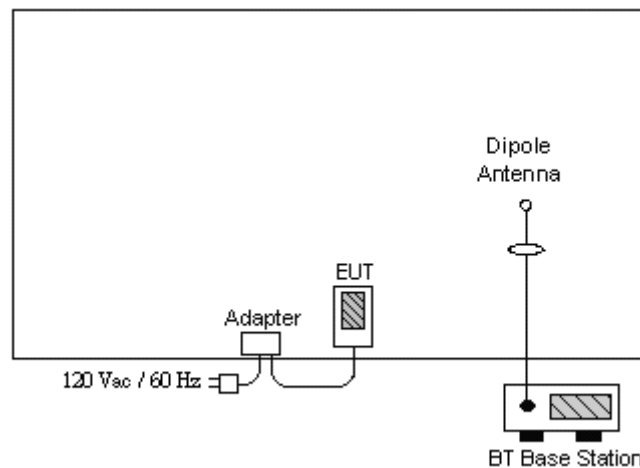 Dipole
Antenna
EUT
Adapter
120 Vac / 60 Hz
BT Base Station